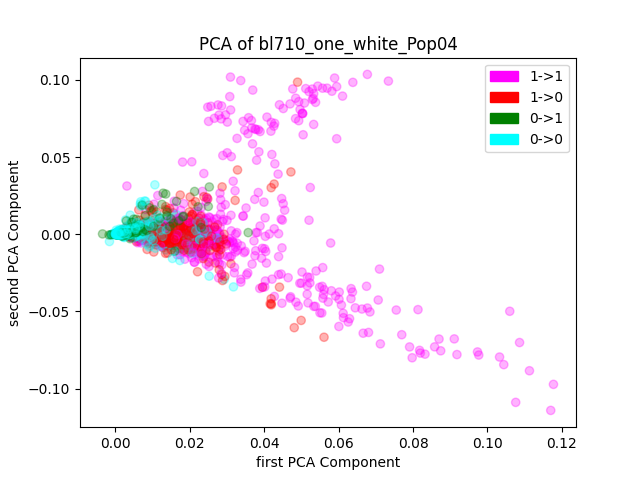 PCA of bl710_one_white_Pop04
second PCA Component
0.10
0.05
0.00
−0.05
−0.10
1->1
1->0
0->1
0->0
0.00 0.02 0.04 0.06 0.08 0.10 0.12
first PCA Component